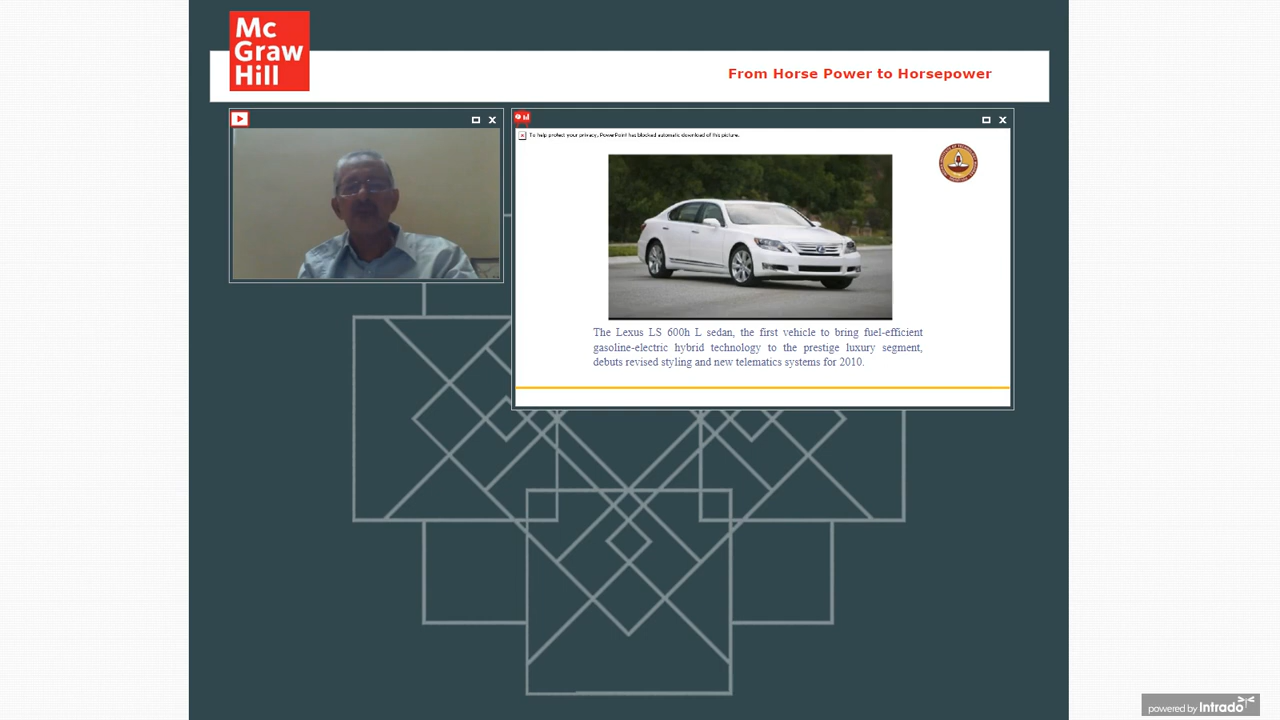 Mc
Graw
Hill
From Horse Power to Horsepower
To help protect your privacy, PowerPoint has blocked automatic download of this picture.
The Lexus LS 600h L sedan, the first vehicle to bring fuel-efficient
gasoline-electric hybrid technology to the prestige luxury segment,
debuts revised styling and new telematics systems for 2010.
powered by Intrado